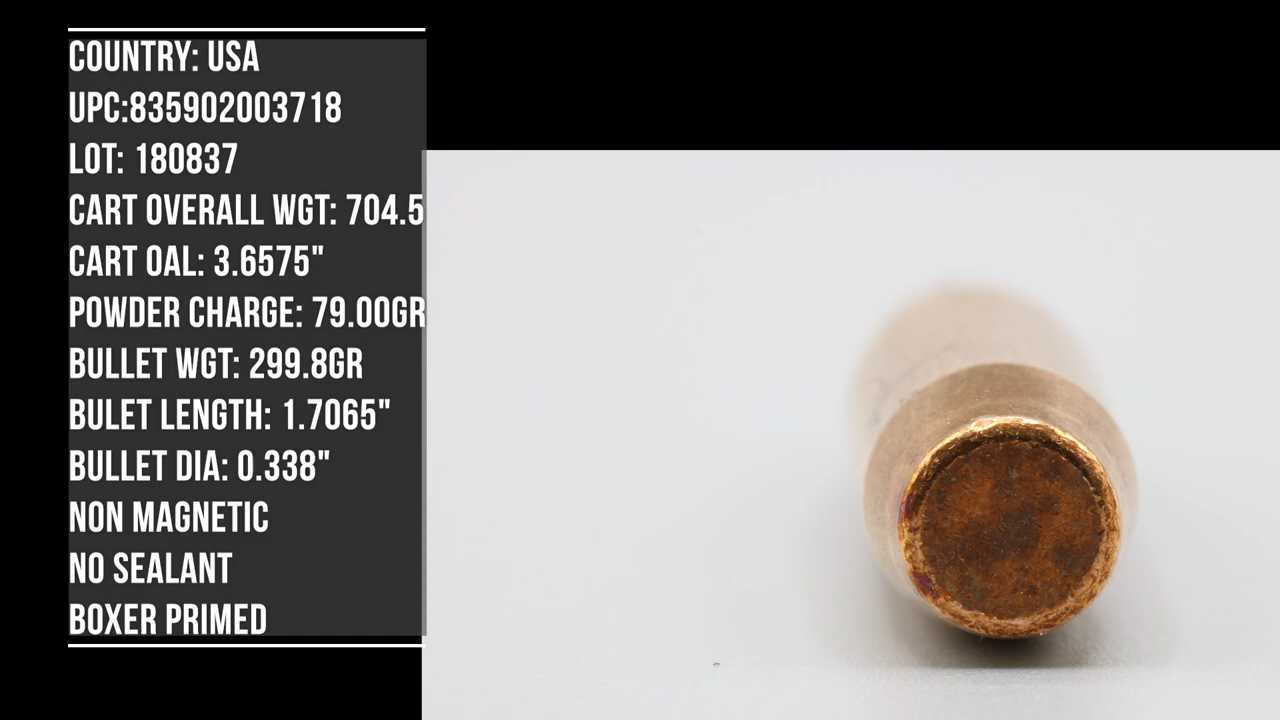 COUNTRY: USA
UPC:835902003718
LOT: 180837
CART OVERALL WGT: 704.5
CART OAL: 3.6575"
POWDER CHARGE: 79.00GR
BULLET WGT: 299.8GR
BULET LENGTH: 1.7065"
BULLET DIA: 0.338"
NON MAGNETIC
NO SEALANT
BOXER PRIMED